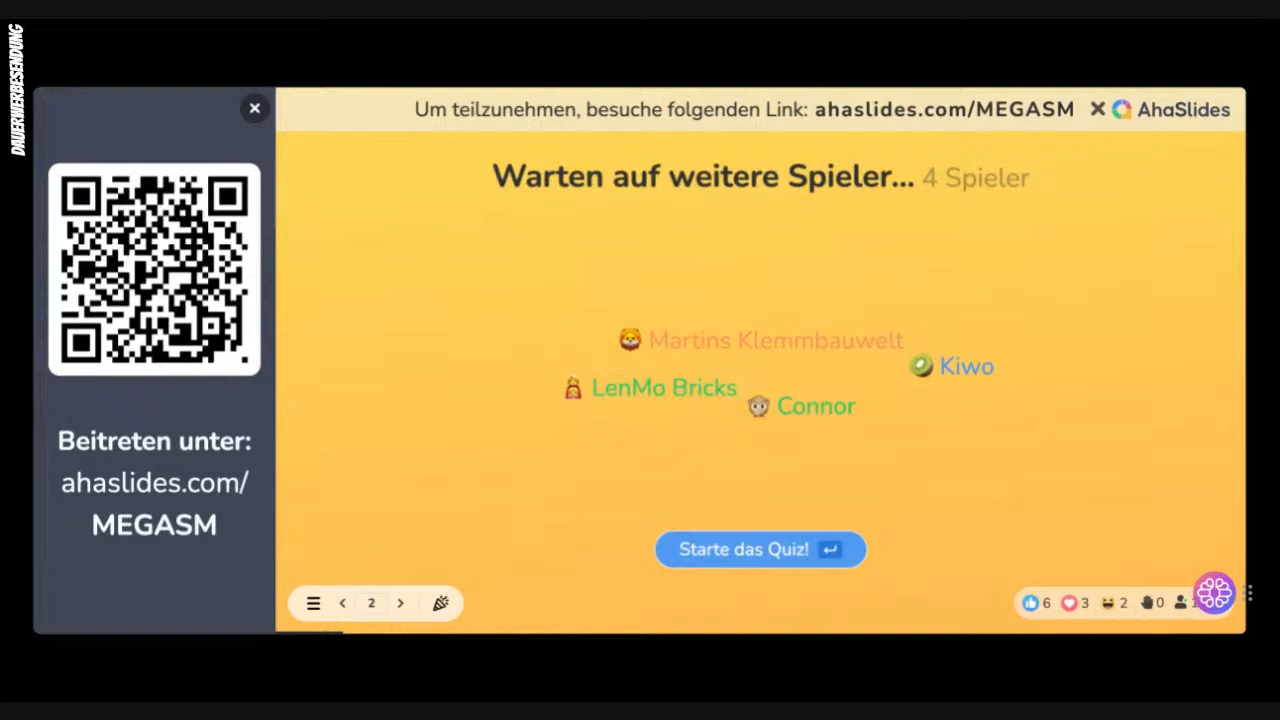 DAUERWERBESENDUNG
Um teilzunehmen, besuche folgenden Link: ahaslides.com/MEGASM
AhaSlides
Warten auf weitere Spieler... 4 Spieler
Martins Klemmbauwelt
Kiwo
LenMo Bricks
Connor
Beitreten unter:
ahaslides.com/
MEGASM
Starte das Quiz!
2
6 3 2 0